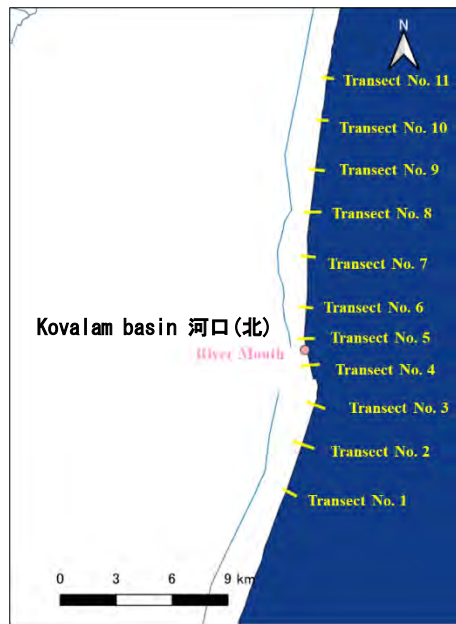 N
Transect No. 11
Transect No. 10
Transect No. 9
Transect No. 8
Transect No. 7
Transect No. 6
Kovalam basin 河口(北)
Transect No. 5
River Mouth
Transect No. 4
Transect No. 3
Transect No. 2
Transect No. 1
0 3 6 9 km